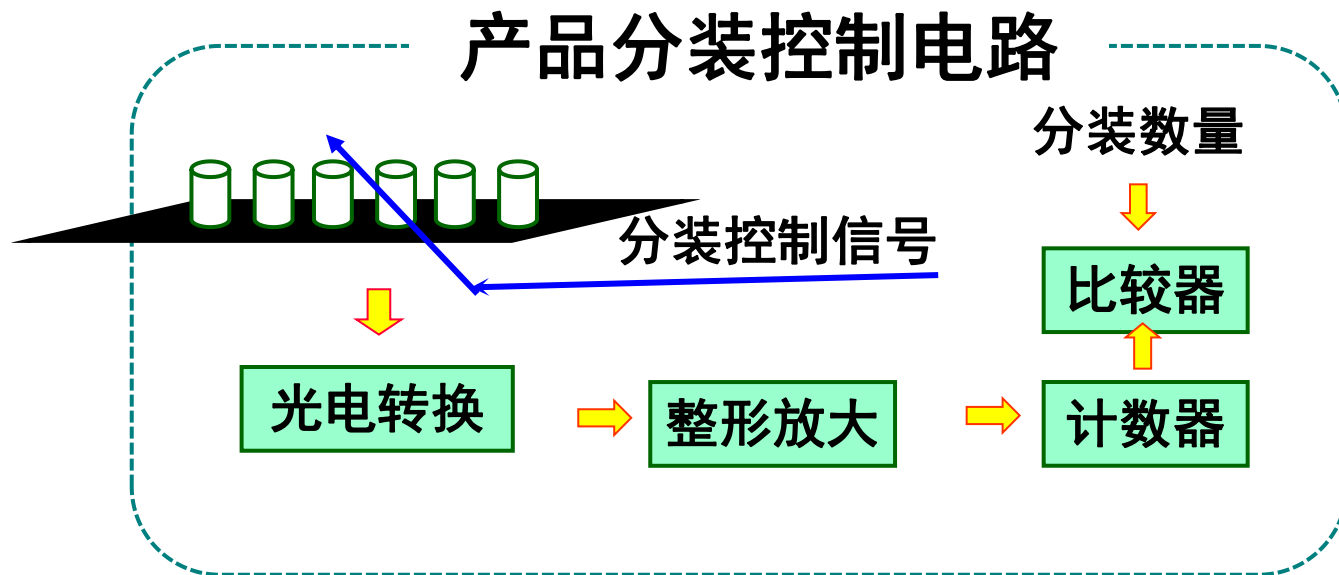 产品分装控制电路
分装数量
分装控制信号
比较器
光电转换
整形放大
计数器